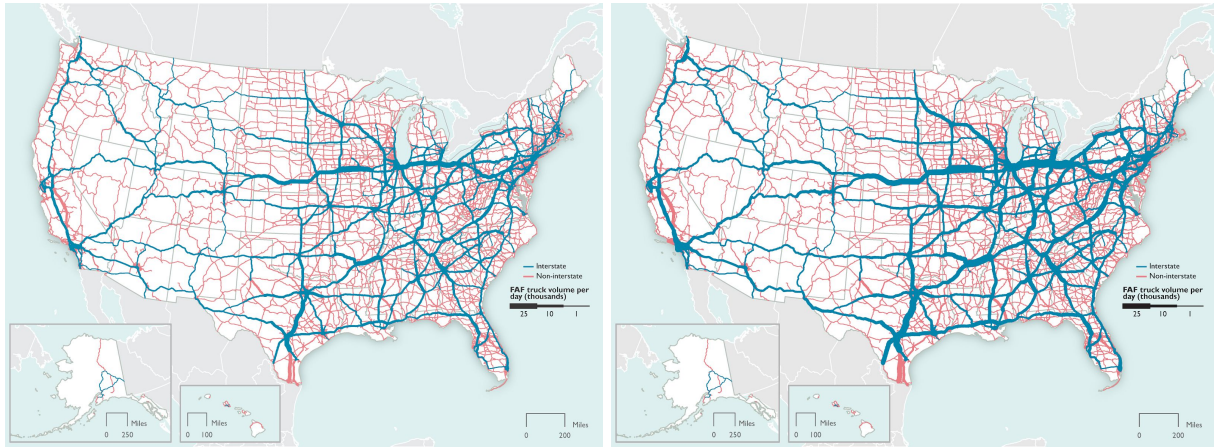 Interstate
Non-interstate
FAF truck volume per
day (thousands)
25 10 1
Miles
0 250
Miles
0 100
Miles
0 200
Interstate
Non-interstate
FAF truck volume per
day (thousands)
25 10 1
Miles
0 250
Miles
0 100
Miles
0 200